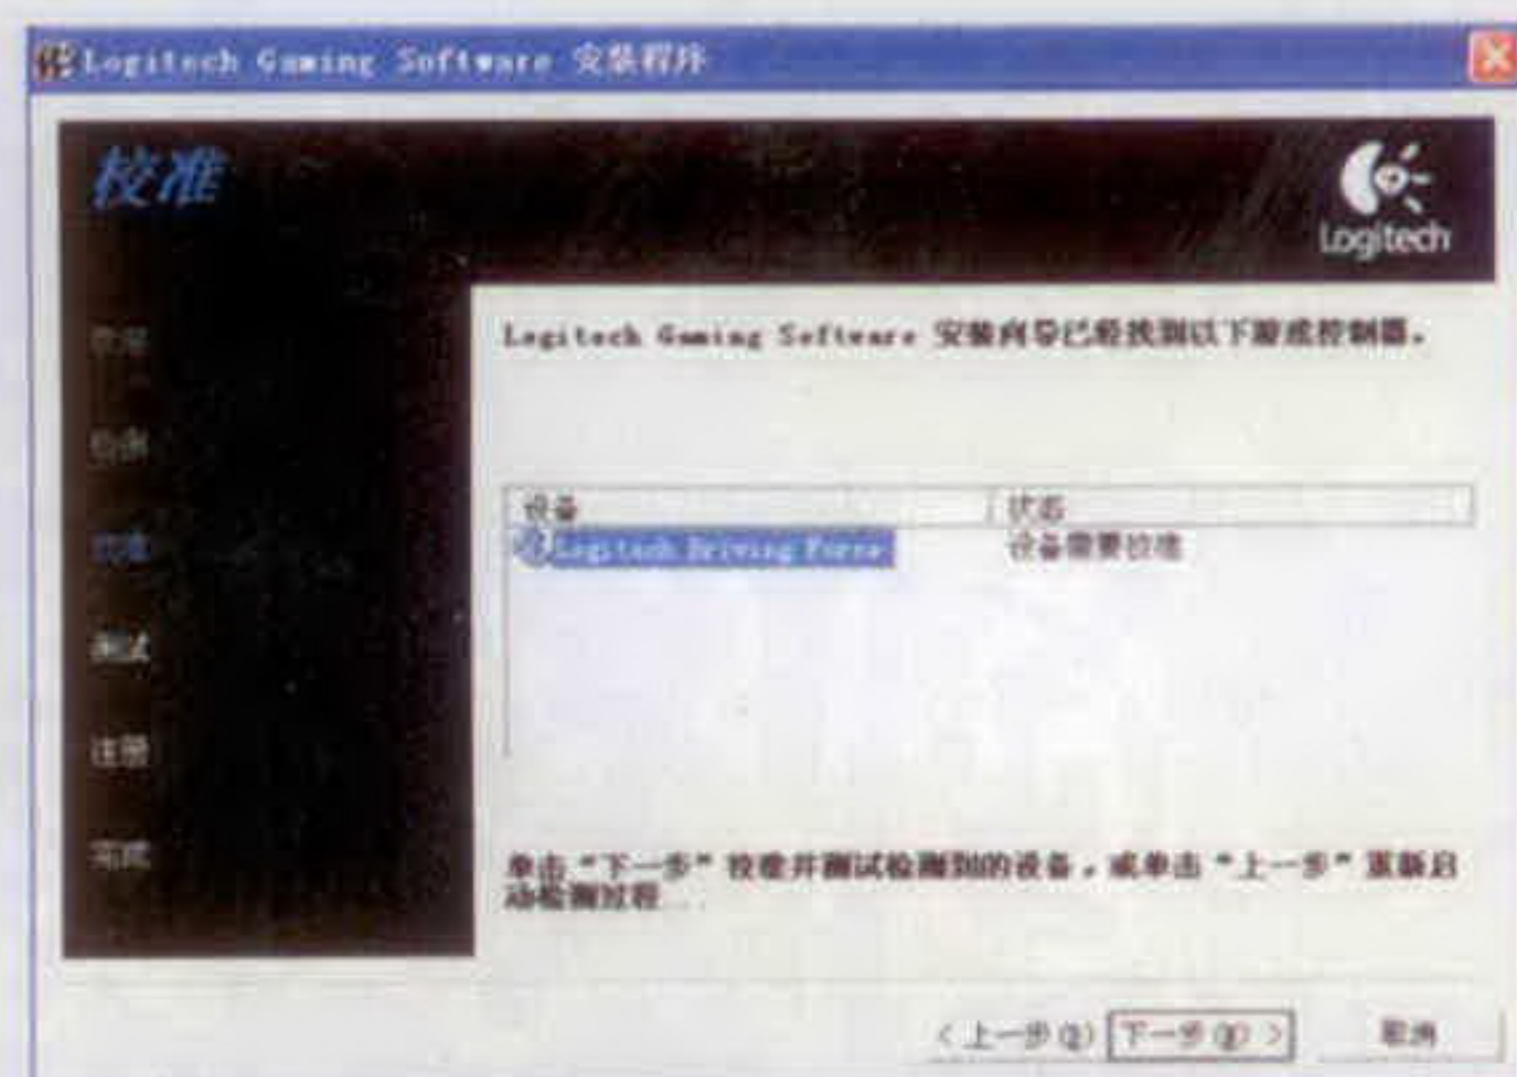 Logitech Gaming Software 安装程序
校准
Logitech
Logitech Gaming Software 安装向导已经找到以下游戏控制器。
检测
校准
测试
注册
完成
设备
状态
Logitech Driving Force
设备需要校准
单击“下一步”校准并测试检测到的设备,或单击“上一步”重新启
动检测过程...
<上一步
下一步
>
取消